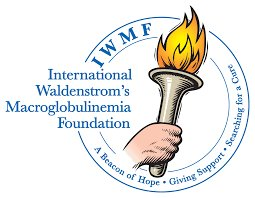 IWMF
International
Waldenstrom's
Macroglobulinemia
Foundation
A Beacon of Hope • Giving Support • Searching for a Cure